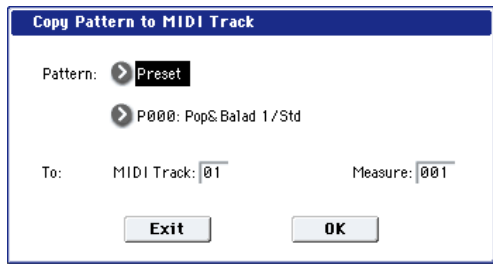 Copy Pattern to MIDI Track
Pattern: Preset
P000: Pop&Balad 1/Std
To: MIDI Track: 01 Measure: 001
Exit OK